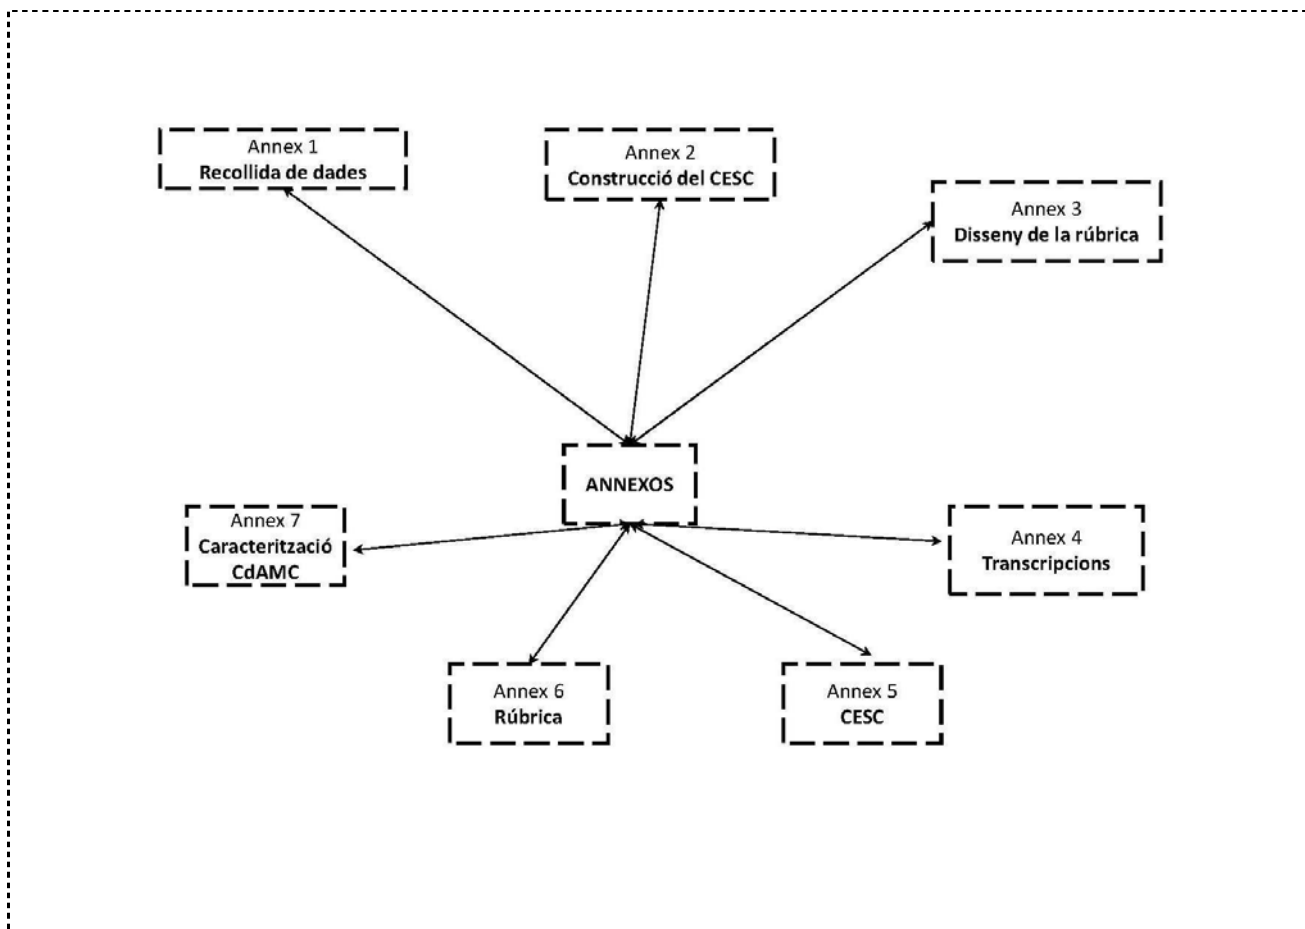 Annex 1
Recollida de dades
Annex 2
Construcció del CESC
Annex 3
Disseny de la rúbrica
ANNEXOS
Annex 7
Caracterització
CdAMC
Annex 4
Transcripcions
Annex 6
Rúbrica
Annex 5
CESC